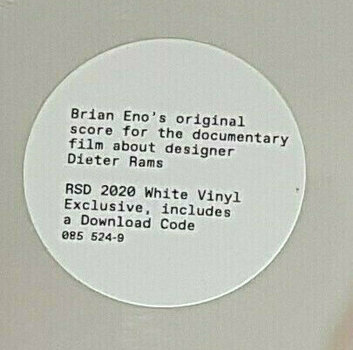 Brian Eno's original
score for the documentary
film about designer
Dieter Rams
RSD 2020 White Vinyl
Exclusive, includes
a Download Code
085 524-9